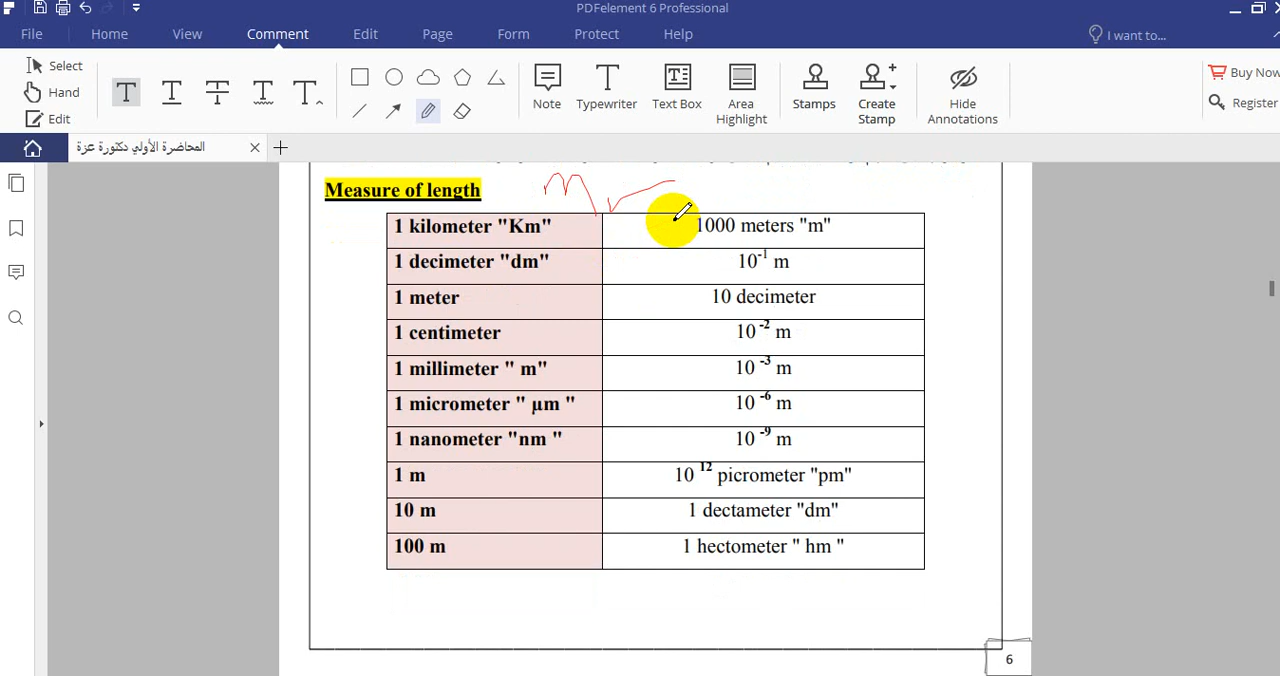 PDFelement 6 Professional
File Home View Comment Edit Page Form Protect Help I want to...
Select
Hand
Edit
Note Typewriter Text Box Area Highlight Stamps Create Stamp Hide Annotations
Buy Now
Register
المحاضرة الأولي دكتورة عزة
Measure of length
1 kilometer "Km" 1000 meters "m"
1 decimeter "dm" 10⁻¹ m
1 meter 10 decimeter
1 centimeter 10⁻² m
1 millimeter " m" 10⁻³ m
1 micrometer " µm " 10⁻⁶ m
1 nanometer "nm " 10⁻⁹ m
1 m 10¹² picrometer "pm"
10 m 1 dectameter "dm"
100 m 1 hectometer " hm "
6